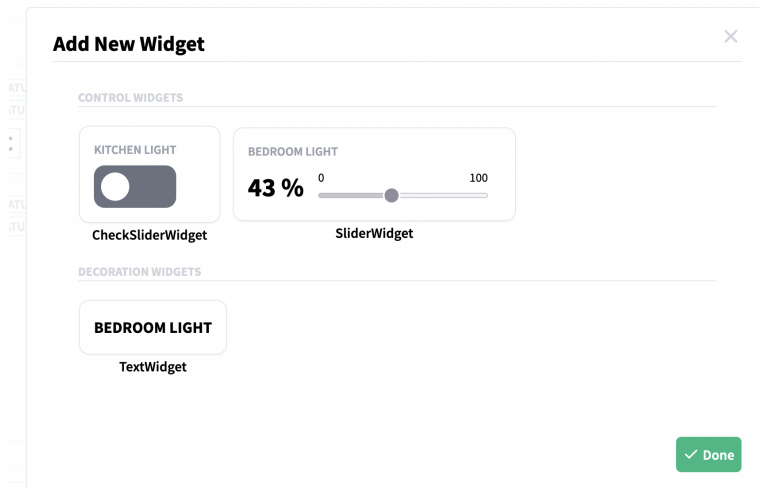 Add New Widget
CONTROL WIDGETS
KITCHEN LIGHT
BEDROOM LIGHT
43 %
0
100
CheckSliderWidget
SliderWidget
DECORATION WIDGETS
BEDROOM LIGHT
TextWidget
Done